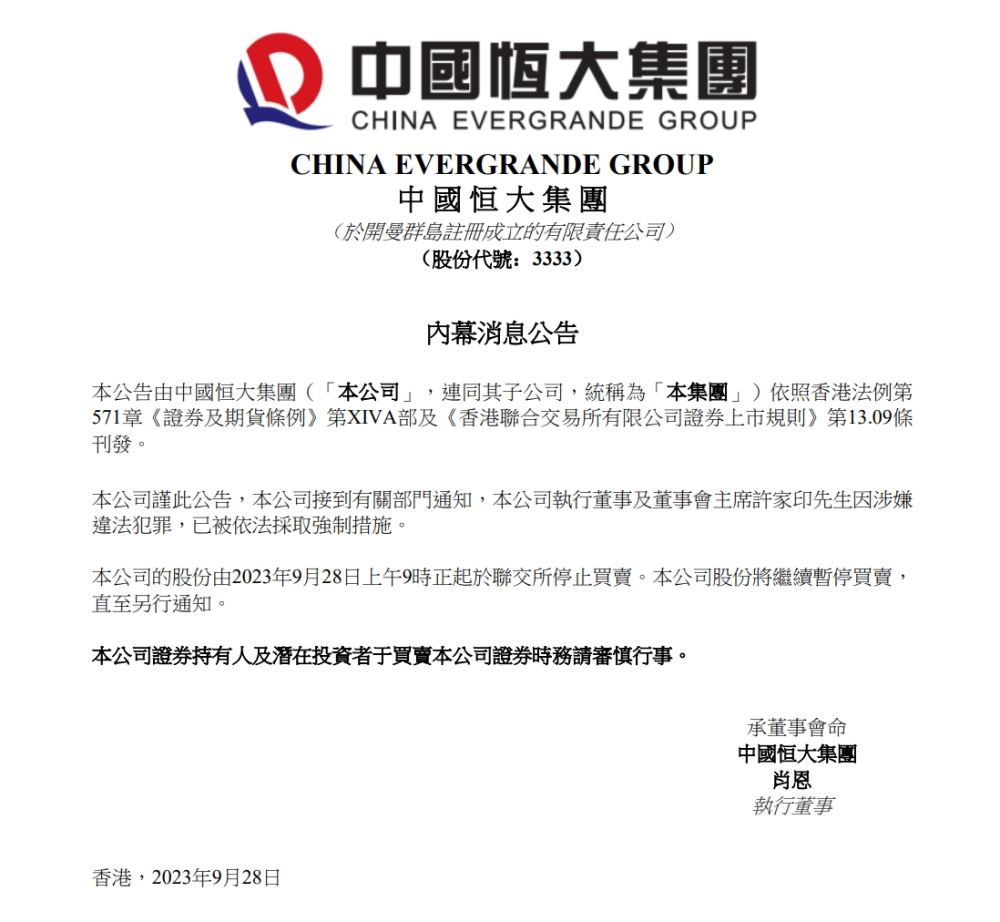 中國恆大集團
CHINA EVERGRANDE GROUP
CHINA EVERGRANDE GROUP
中國恒大集團
（於開曼群島註冊成立的有限責任公司）
（股份代號：3333）
內幕消息公告
本公告由中國恒大集團（「本公司」，連同其子公司，統稱為「本集團」）依照香港法例第
571章《證券及期貨條例》第XIVA部及《香港聯合交易所有限公司證券上市規則》第13.09條
刊發。
本公司謹此公告，本公司接到有關部門通知，本公司執行董事及董事會主席許家印先生因涉嫌
違法犯罪，已被依法採取強制措施。
本公司的股份由2023年9月28日上午9時正起於聯交所停止買賣。本公司股份將繼續暫停買賣，
直至另行通知。
本公司證券持有人及潛在投資者于買賣本公司證券時務請審慎行事。
承董事會命
中國恒大集團
肖恩
執行董事
香港，2023年9月28日